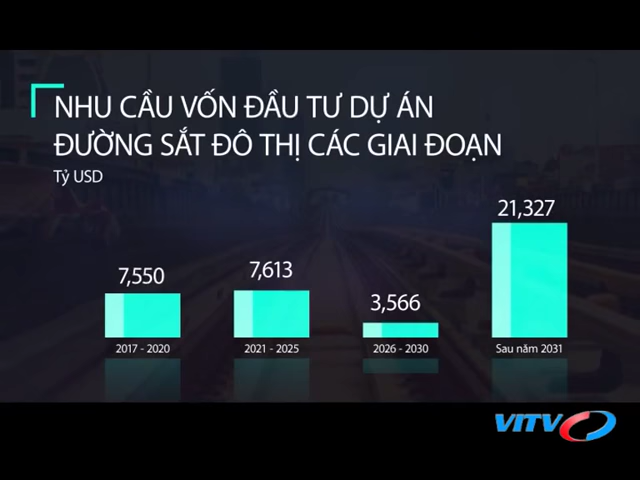 NHU CẦU VỐN ĐẦU TƯ DỰ ÁN
ĐƯỜNG SẮT ĐÔ THỊ CÁC GIAI ĐOẠN
Tỷ USD
7,550
7,613
3,566
21,327
2017 - 2020
2021 - 2025
2026 - 2030
Sau năm 2031
VITV